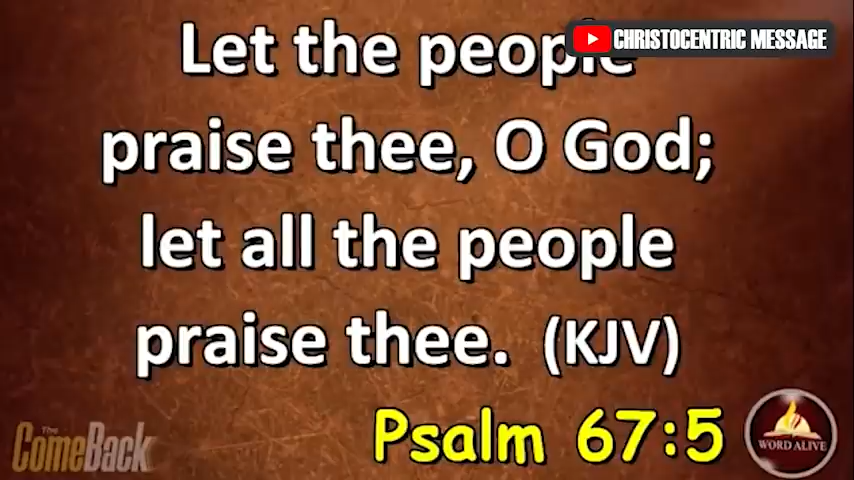 CHRISTOCENTRIC MESSAGE
Let the people
praise thee, O God;
let all the people
praise thee. (KJV)
Psalm 67:5
The
ComeBack
WORD ALIVE